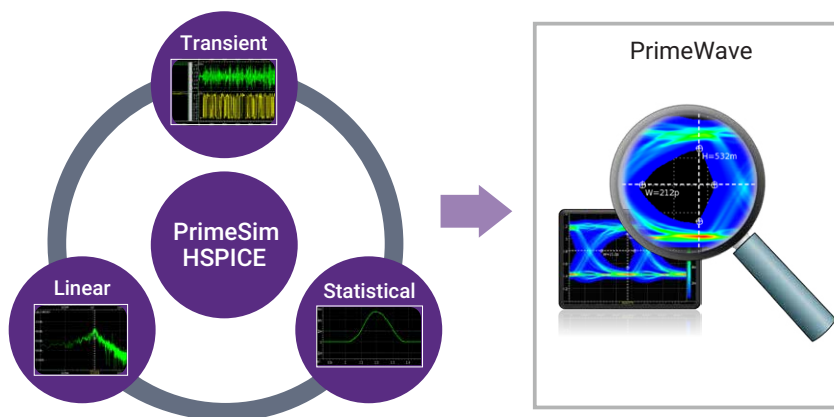 Transient
PrimeWave
H=532m
W=212p
PrimeSim
HSPICE
Linear
Statistical